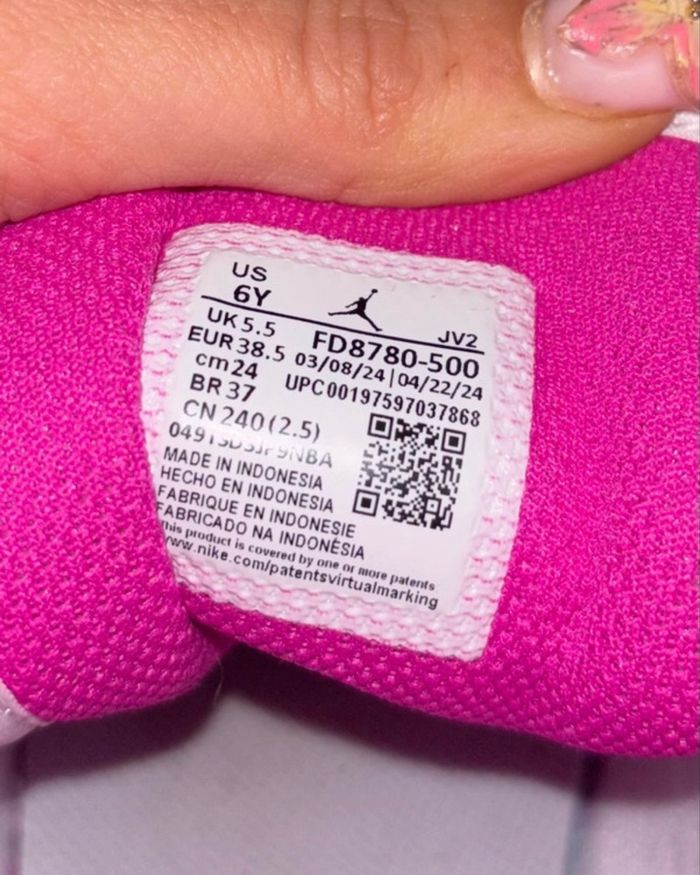 US
6Y
JV2
UK 5.5
FD8780-500
EUR 38.5
03/08/24 | 04/22/24
cm 24
UPC00197597037868
BR 37
CN 240 (2.5)
MADE IN INDONESIA
HECHO EN INDONESIA
FABRIQUE EN INDONESIE
FABRICADO NA INDONÉSIA
This product is covered by one or more patents
www.nike.com/patentsvirtualmarking